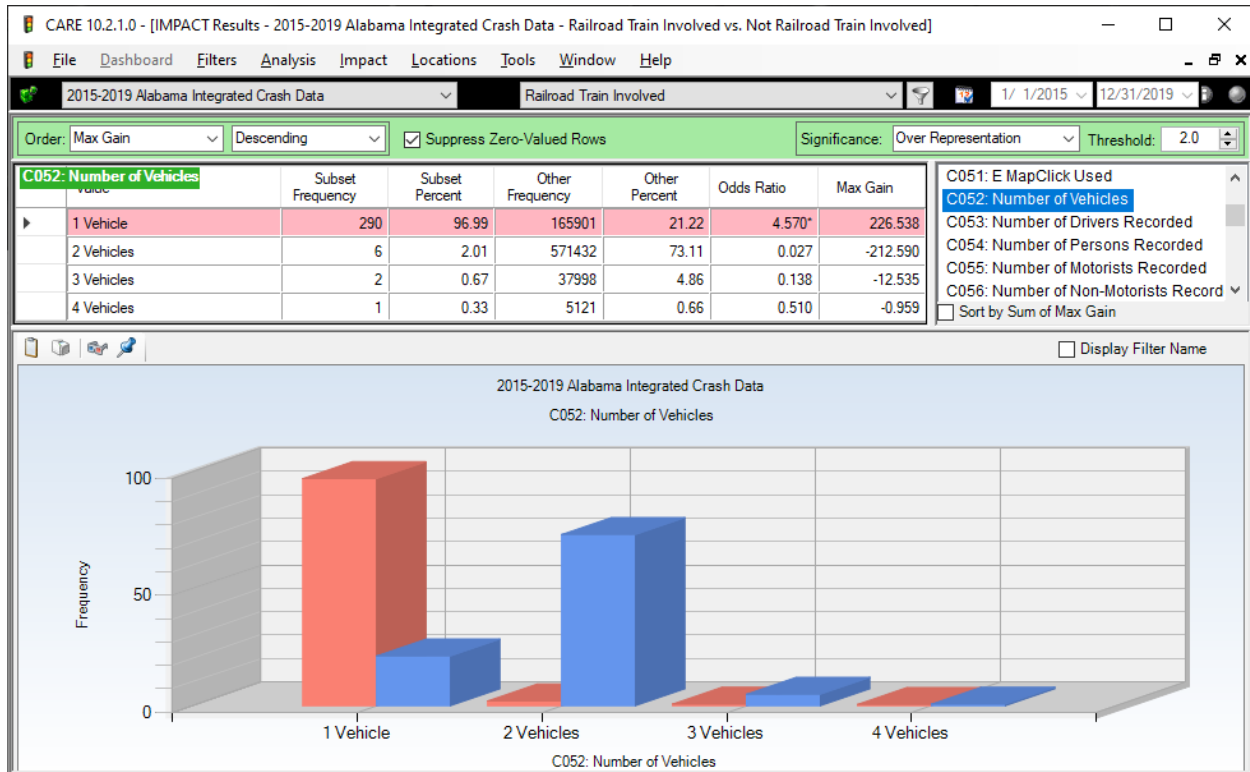 CARE 10.2.1.0 - [IMPACT Results - 2015-2019 Alabama Integrated Crash Data - Railroad Train Involved vs. Not Railroad Train Involved]
File Dashboard Filters Analysis Impact Locations Tools Window Help
2015-2019 Alabama Integrated Crash Data Railroad Train Involved 1/ 1/2015 12/31/2019
Order: Max Gain Descending Suppress Zero-Valued Rows Significance: Over Representation Threshold: 2.0
C052: Number of Vehicles Subset Frequency Subset Percent Other Frequency Other Percent Odds Ratio Max Gain
1 Vehicle 290 96.99 165901 21.22 4.570* 226.538
2 Vehicles 6 2.01 571432 73.11 0.027 -212.590
3 Vehicles 2 0.67 37998 4.86 0.138 -12.535
4 Vehicles 1 0.33 5121 0.66 0.510 -0.959
C051: E MapClick Used
C052: Number of Vehicles
C053: Number of Drivers Recorded
C054: Number of Persons Recorded
C055: Number of Motorists Recorded
C056: Number of Non-Motorists Record
Sort by Sum of Max Gain
Display Filter Name
2015-2019 Alabama Integrated Crash Data
C052: Number of Vehicles
100
50
0
Frequency
1 Vehicle 2 Vehicles 3 Vehicles 4 Vehicles
C052: Number of Vehicles